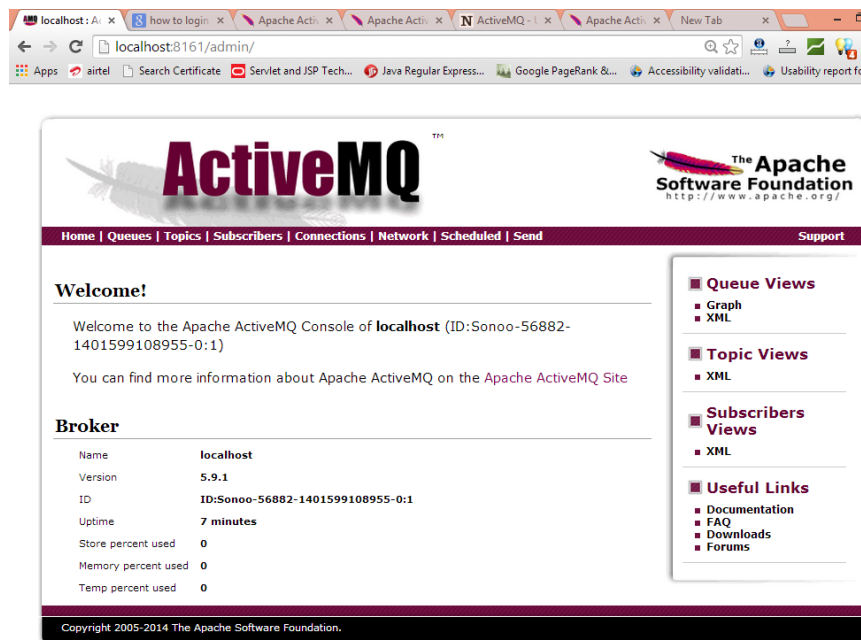 localhost : Ac
how to login
Apache Activ
Apache Activ
ActiveMQ - U
Apache Activ
New Tab
localhost:8161/admin/
Apps
airtel
Search Certificate
Servlet and JSP Tech...
Java Regular Express...
Google PageRank &...
Accessibility validati...
Usability report fo
ActiveMQ
TM
The Apache
Software Foundation
http://www.apache.org/
Home | Queues | Topics | Subscribers | Connections | Network | Scheduled | Send
Support
Welcome!
Welcome to the Apache ActiveMQ Console of localhost (ID:Sonoo-56882-
1401599108955-0:1)
You can find more information about Apache ActiveMQ on the Apache ActiveMQ Site
Broker
Name localhost
Version 5.9.1
ID ID:Sonoo-56882-1401599108955-0:1
Uptime 7 minutes
Store percent used 0
Memory percent used 0
Temp percent used 0
Queue Views
Graph
XML
Topic Views
XML
Subscribers
Views
XML
Useful Links
Documentation
FAQ
Downloads
Forums
Copyright 2005-2014 The Apache Software Foundation.